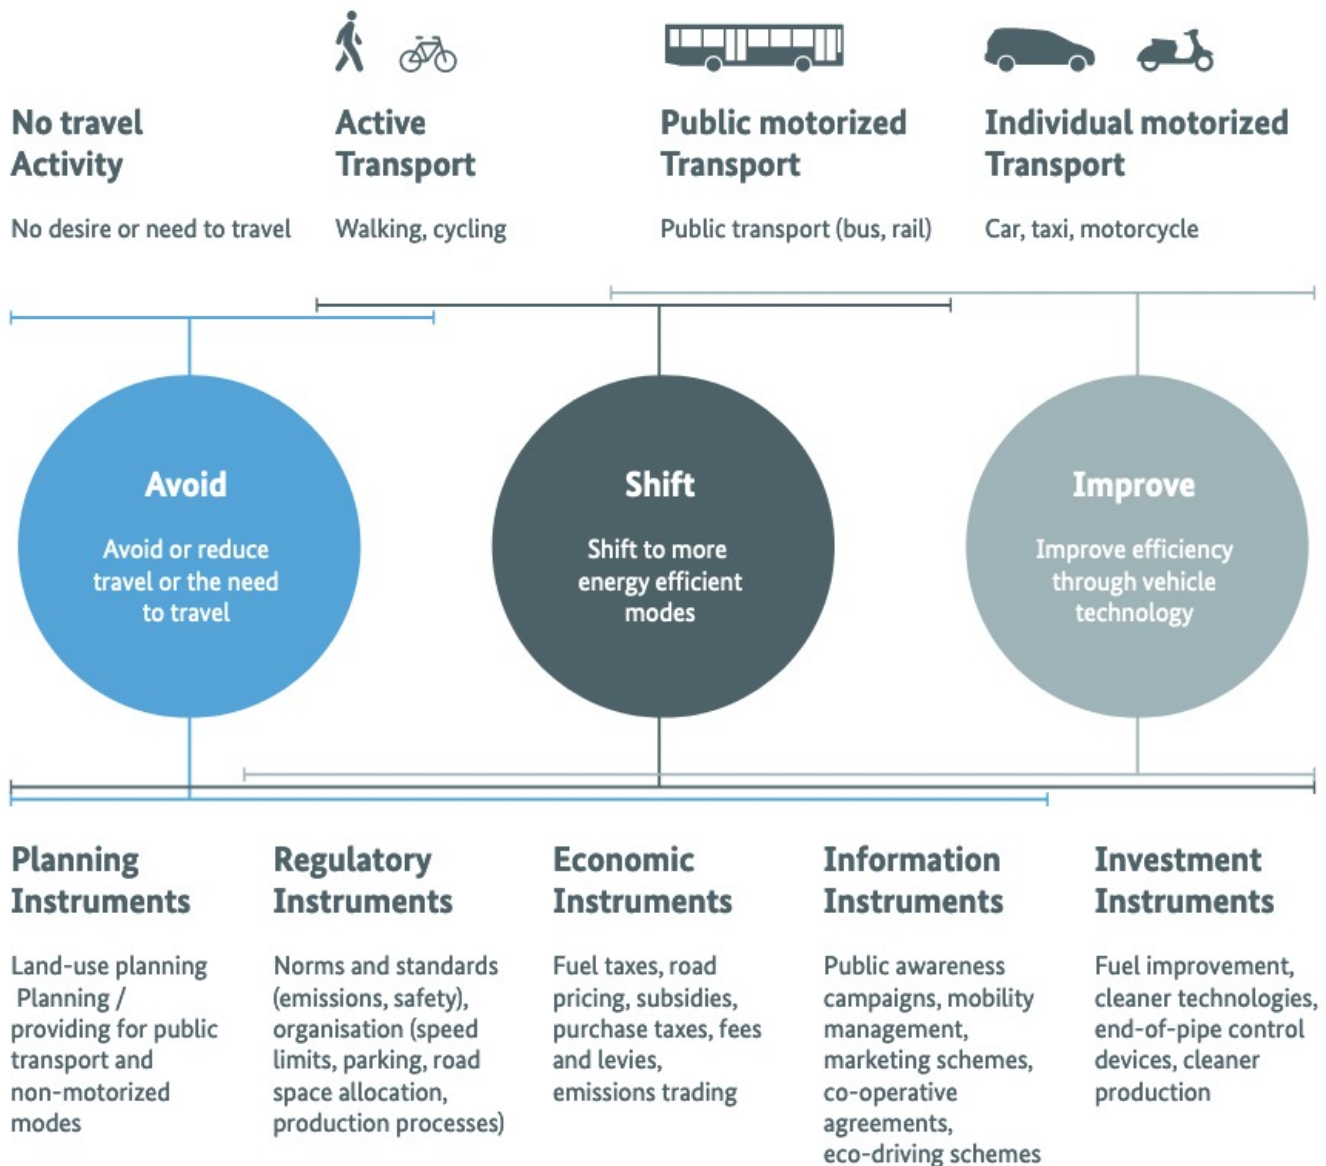 No travel
Activity
No desire or need to travel
Active
Transport
Walking, cycling
Public motorized
Transport
Public transport (bus, rail)
Individual motorized
Transport
Car, taxi, motorcycle
Avoid
Avoid or reduce
travel or the need
to travel
Shift
Shift to more
energy efficient
modes
Improve
Improve efficiency
through vehicle
technology
Planning
Instruments
Land-use planning
Planning /
providing for public
transport and
non-motorized
modes
Regulatory
Instruments
Norms and standards
(emissions, safety),
organisation (speed
limits, parking, road
space allocation,
production processes)
Economic
Instruments
Fuel taxes, road
pricing, subsidies,
purchase taxes, fees
and levies,
emissions trading
Information
Instruments
Public awareness
campaigns, mobility
management,
marketing schemes,
co-operative
agreements,
eco-driving schemes
Investment
Instruments
Fuel improvement,
cleaner technologies,
end-of-pipe control
devices, cleaner
production